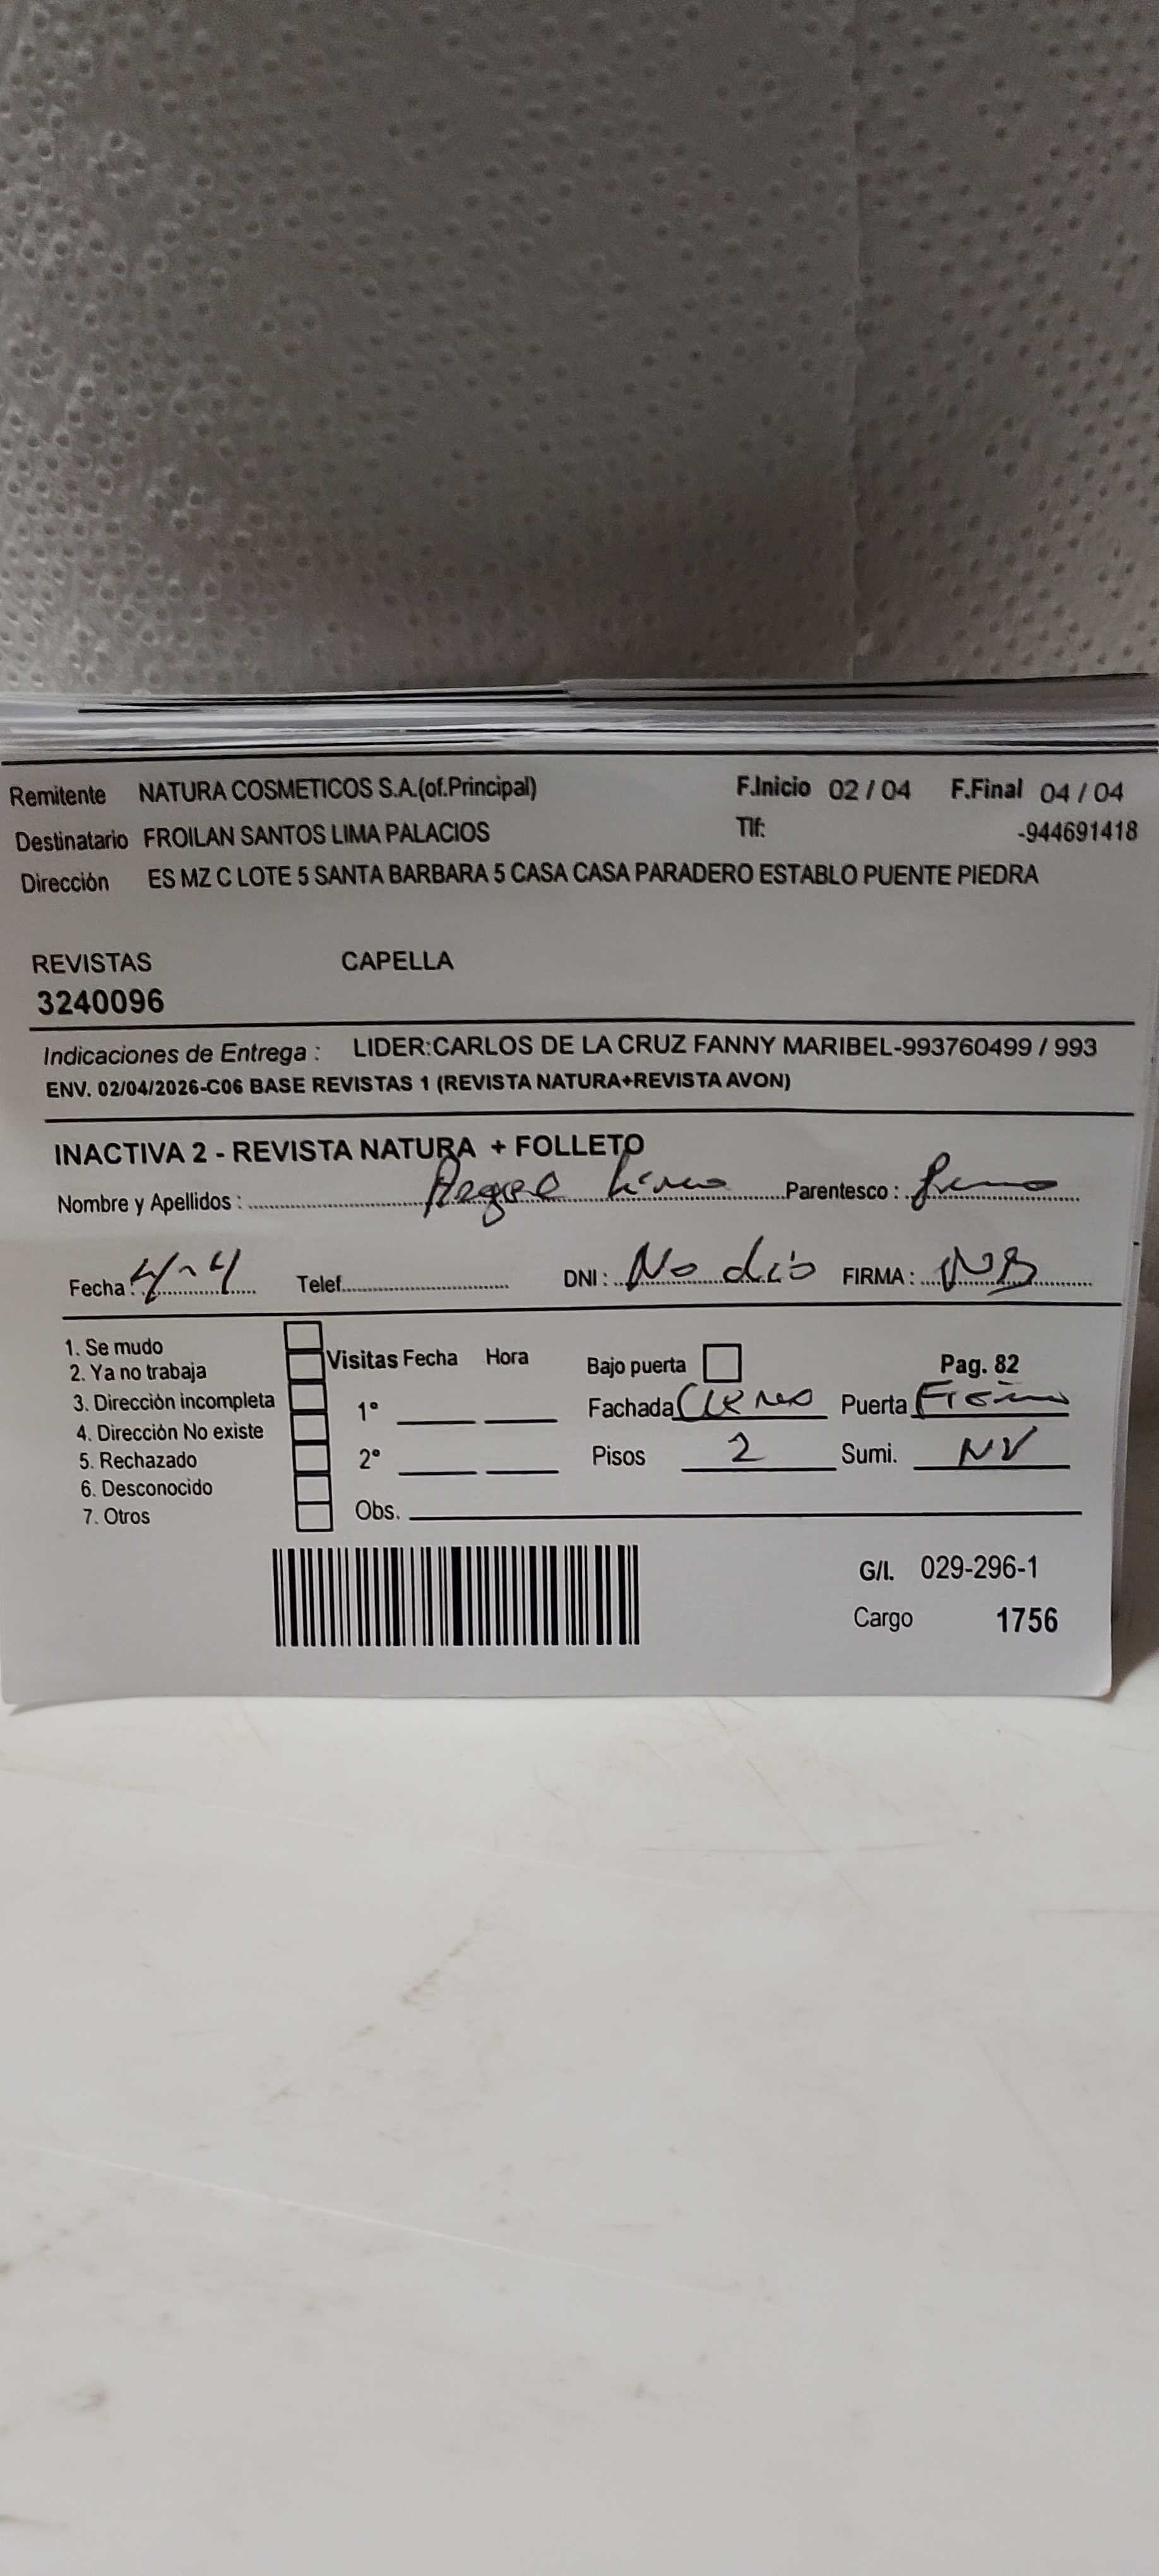 Remitente NATURA COSMETICOS S.A.(of.Principal) F.Inicio 02 / 04 F.Final 04 / 04
Destinatario FROILAN SANTOS LIMA PALACIOS Tlf: -944691418
Dirección ES MZ C LOTE 5 SANTA BARBARA 5 CASA CASA PARADERO ESTABLO PUENTE PIEDRA
REVISTAS CAPELLA
3240096
Indicaciones de Entrega : LIDER:CARLOS DE LA CRUZ FANNY MARIBEL-993760499 / 993
ENV. 02/04/2026-C06 BASE REVISTAS 1 (REVISTA NATURA+REVISTA AVON)
INACTIVA 2 - REVISTA NATURA + FOLLETO
Nombre y Apellidos : Lima Parentesco :
Fecha : 4/4 Telef. DNI : No dio FIRMA :
1. Se mudo
2. Ya no trabaja Visitas Fecha Hora Bajo puerta Pag. 82
3. Dirección incompleta 1° Fachada Puerta
4. Dirección No existe
5. Rechazado 2° Pisos 2 Sumi. NV
6. Desconocido
7. Otros Obs.
G/I. 029-296-1
Cargo 1756